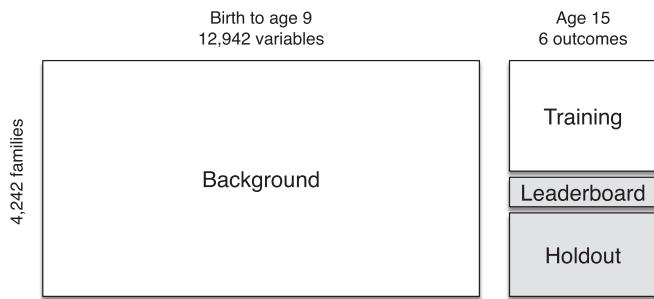 Birth to age 9
12,942 variables
Age 15
6 outcomes
4,242 families
Background
Training
Leaderboard
Holdout